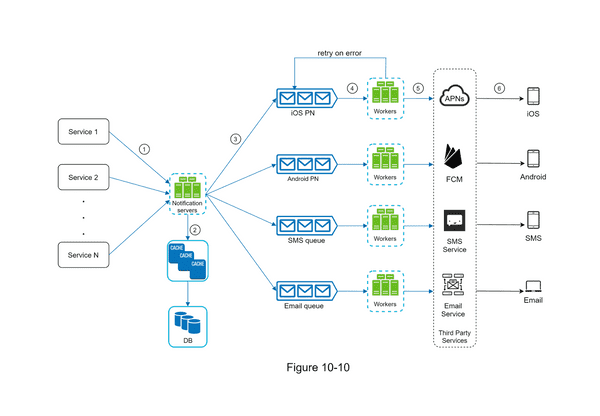 retry on error
1
2
3
4
5
6
Service 1
Service 2
.
.
.
Service N
Notification
servers
CACHE
CACHE
CACHE
DB
iOS PN
Android PN
SMS queue
Email queue
Workers
Workers
Workers
Workers
APNs
FCM
SMS
Service
Email
Service
Third Party
Services
iOS
Android
SMS
Email
Figure 10-10